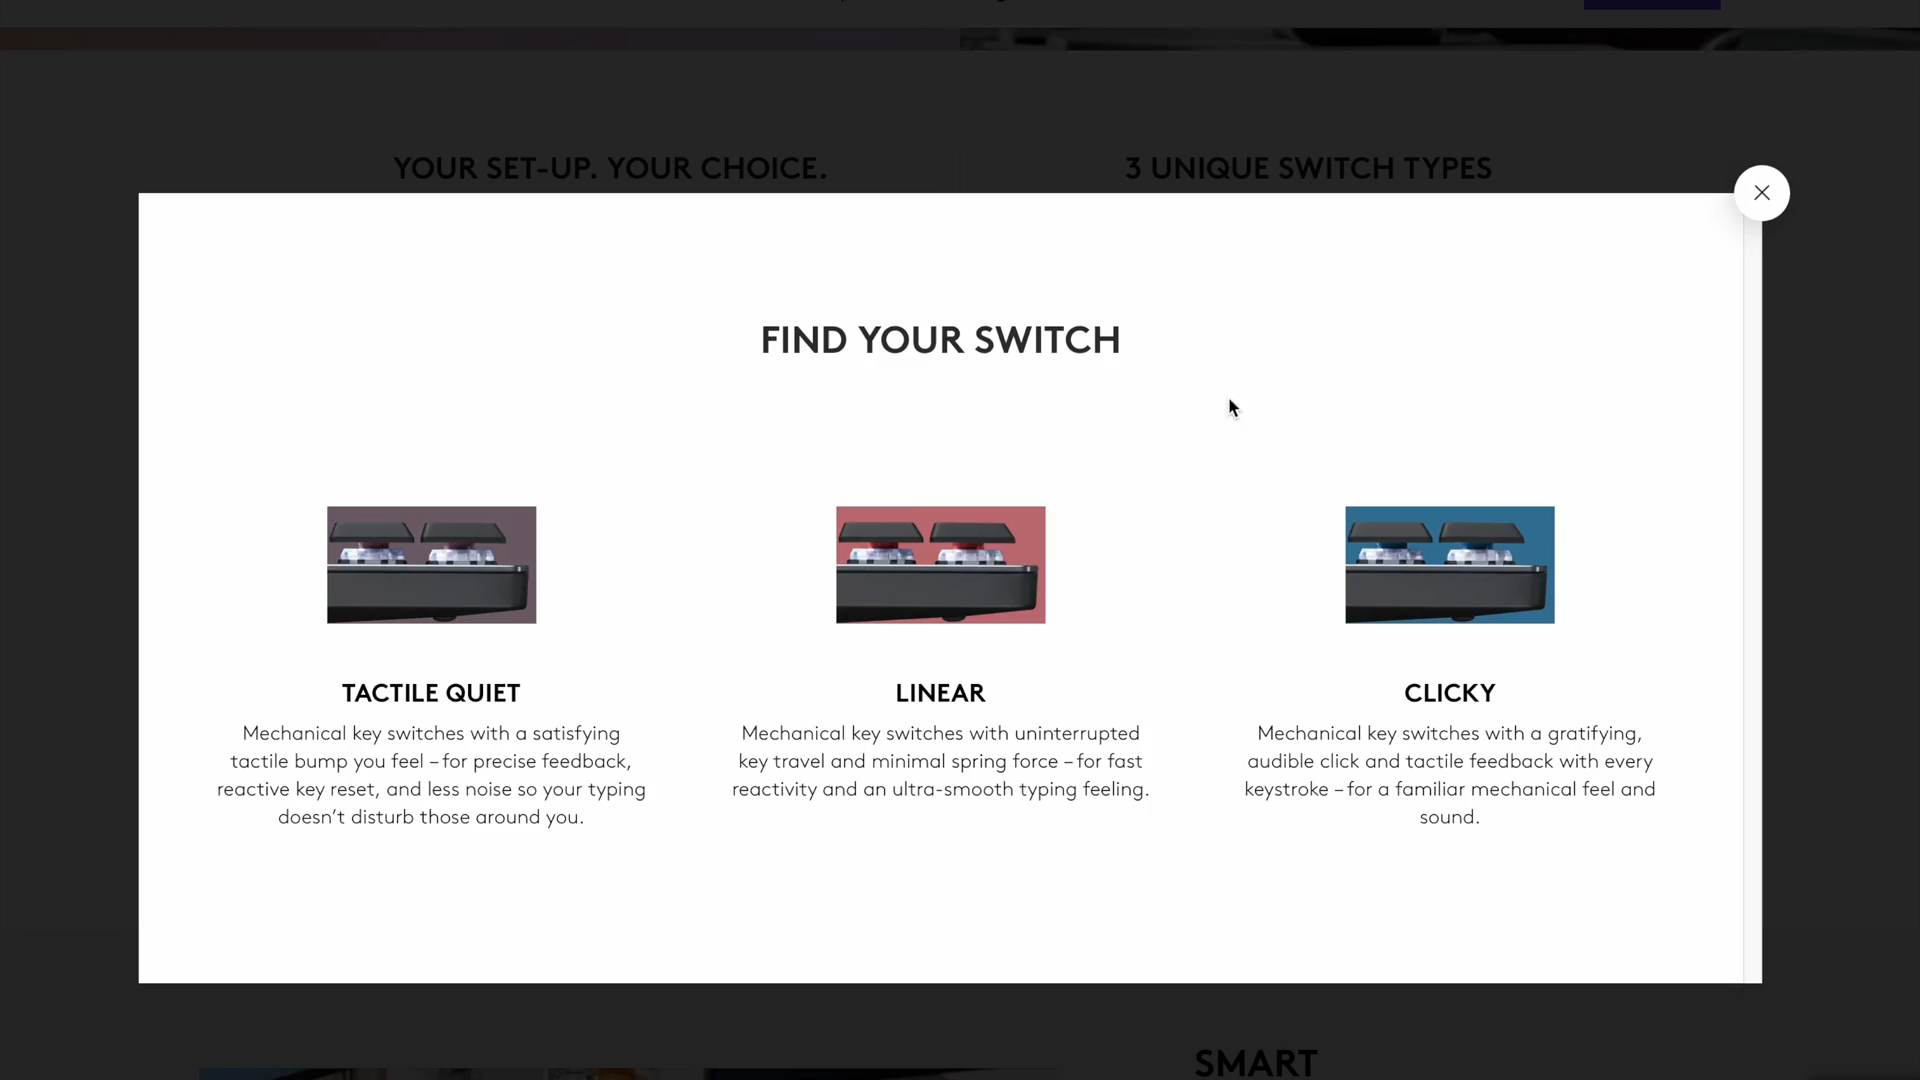 YOUR SET-UP. YOUR CHOICE.
3 UNIQUE SWITCH TYPES
FIND YOUR SWITCH
TACTILE QUIET
Mechanical key switches with a satisfying
tactile bump you feel – for precise feedback,
reactive key reset, and less noise so your typing
doesn’t disturb those around you.
LINEAR
Mechanical key switches with uninterrupted
key travel and minimal spring force – for fast
reactivity and an ultra-smooth typing feeling.
CLICKY
Mechanical key switches with a gratifying,
audible click and tactile feedback with every
keystroke – for a familiar mechanical feel and
sound.
SMART